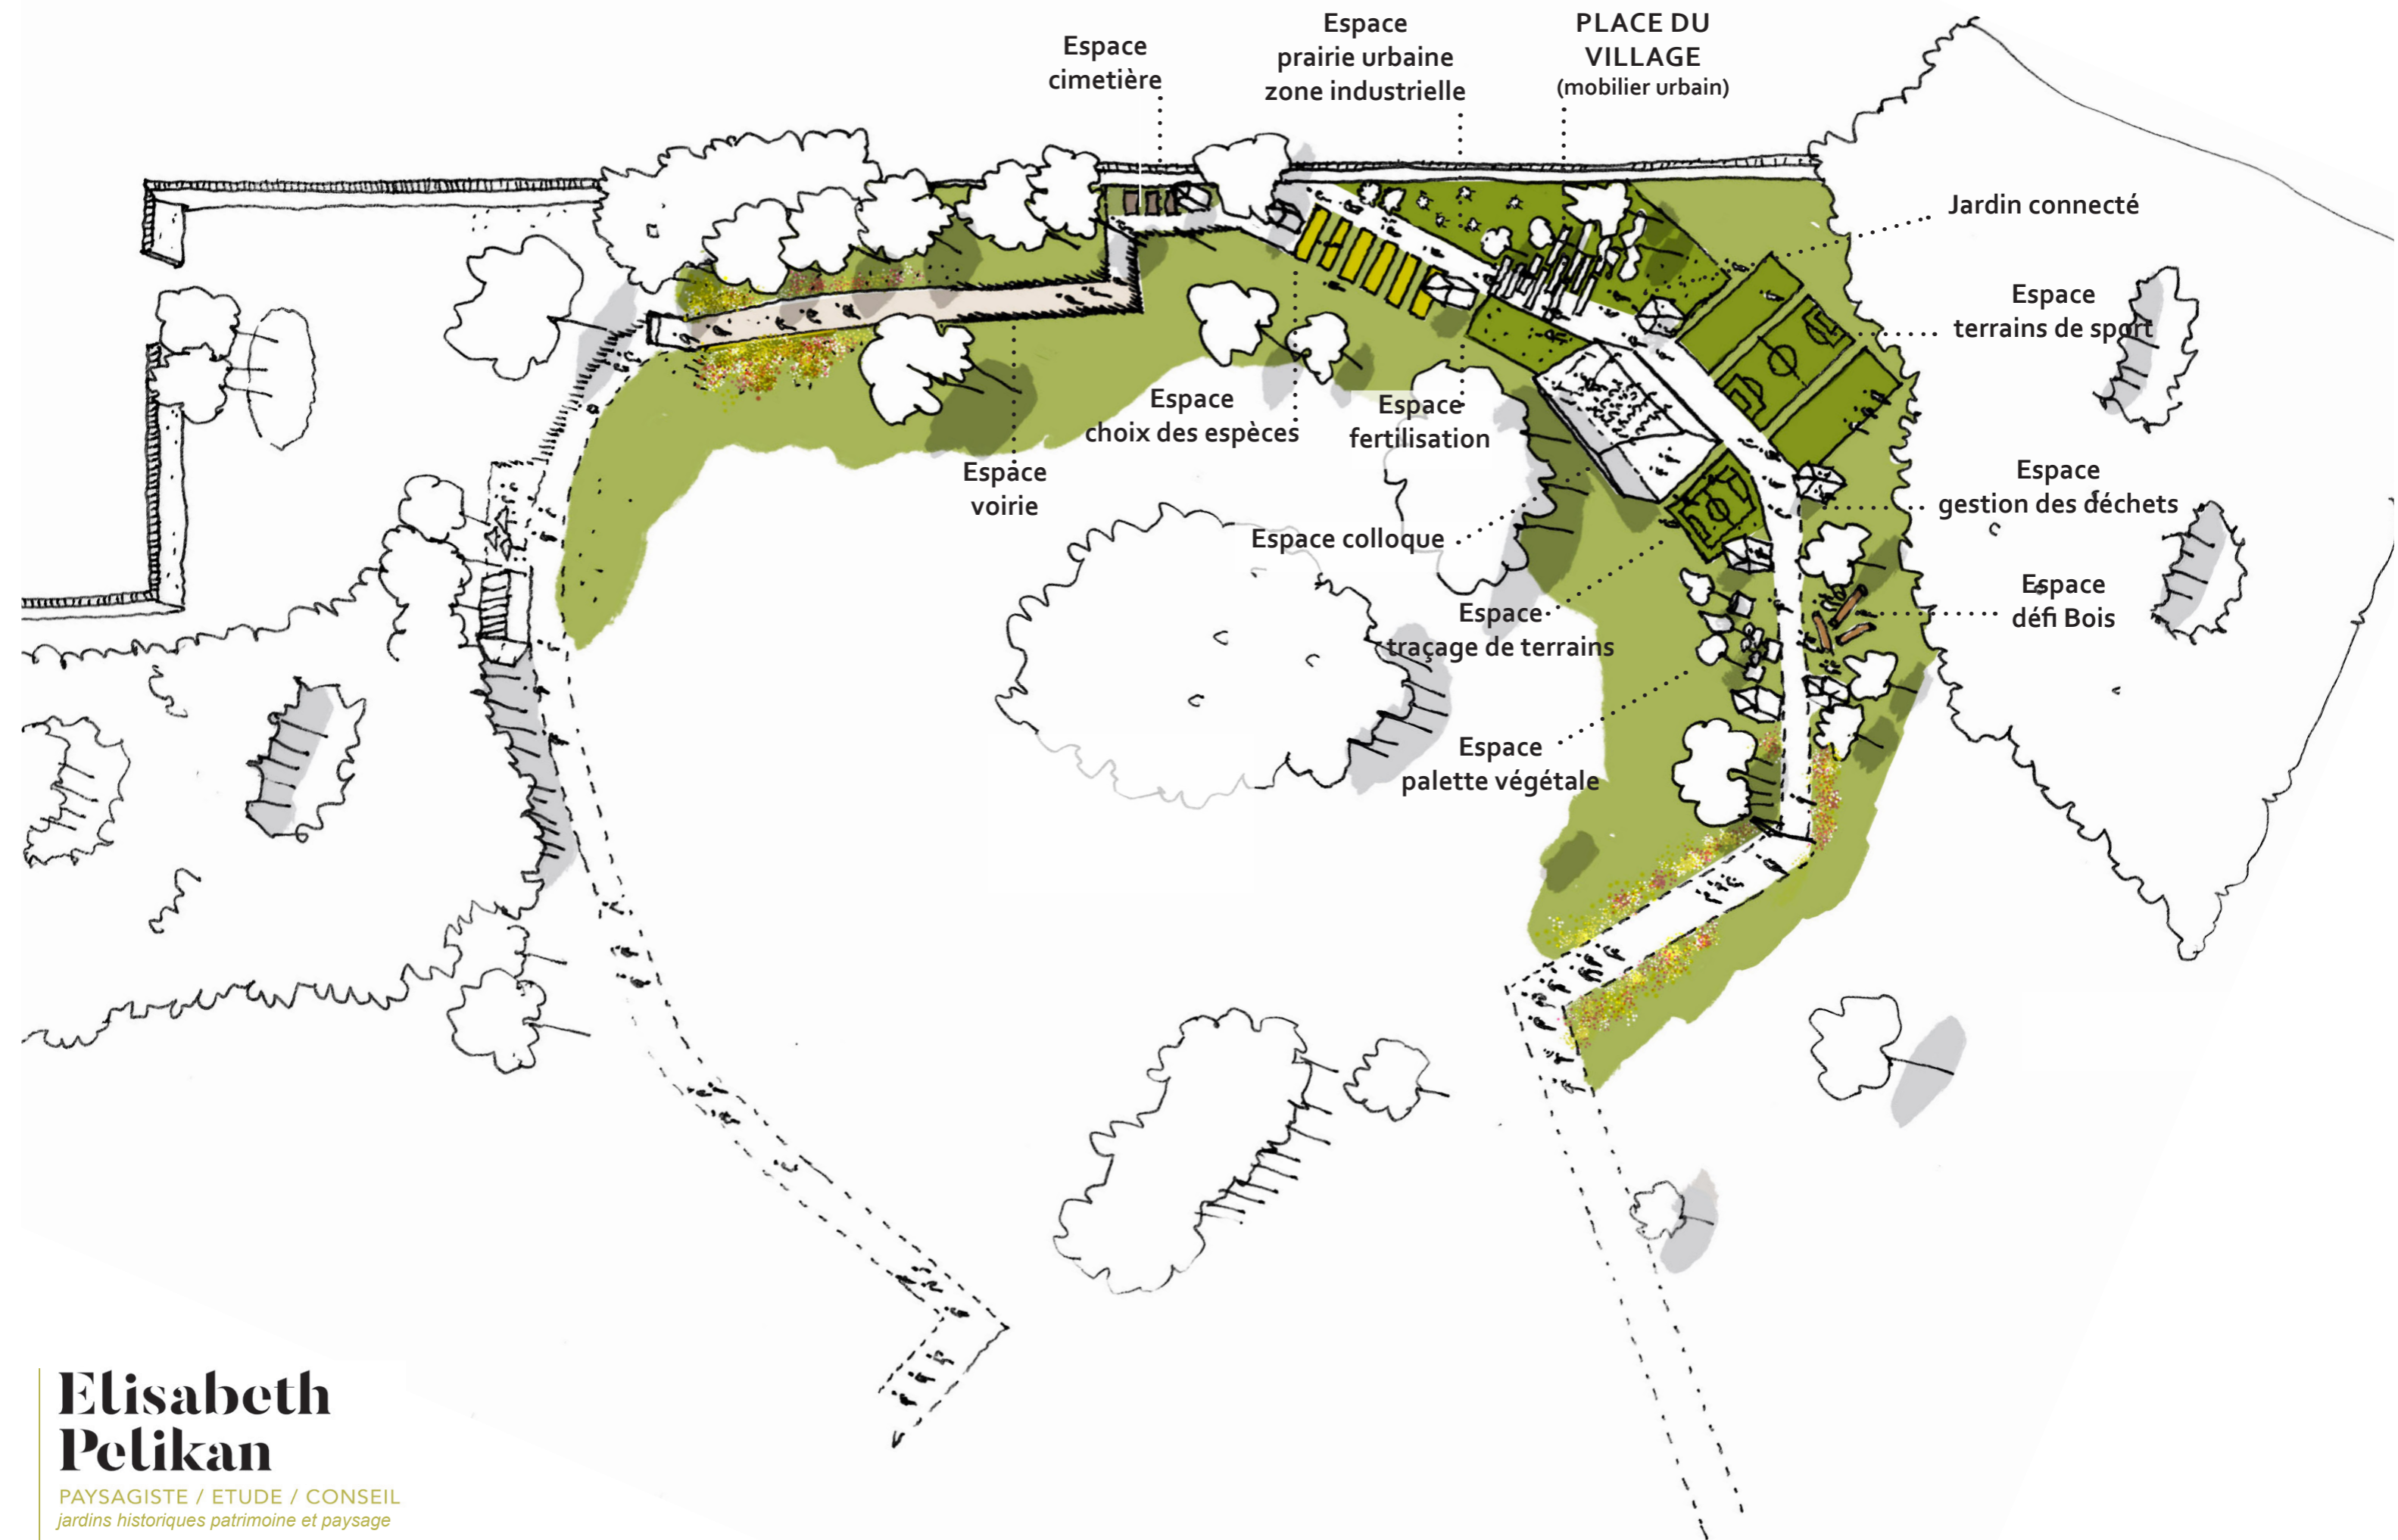 Espace
cimetière
Espace
prairie urbaine
zone industrielle
PLACE DU
VILLAGE
(mobilier urbain)
Jardin connecté
Espace
terrains de sport
Espace
choix des espèces
Espace
fertilisation
Espace
voirie
Espace
gestion des déchets
Espace colloque
Espace
défi Bois
Espace
traçage de terrains
Espace
palette végétale
Elisabeth
Pelikan
PAYSAGISTE / ETUDE / CONSEIL
jardins historiques patrimoine et paysage